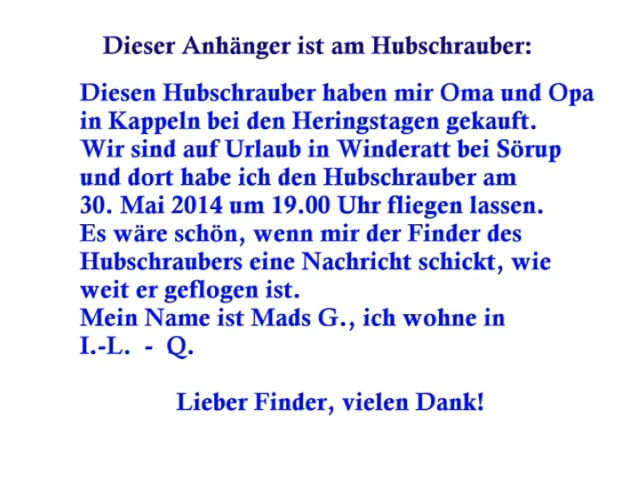 Dieser Anhänger ist am Hubschrauber:
Diesen Hubschrauber haben mir Oma und Opa
in Kappeln bei den Heringstagen gekauft.
Wir sind auf Urlaub in Winderatt bei Sörup
und dort habe ich den Hubschrauber am
30. Mai 2014 um 19.00 Uhr fliegen lassen.
Es wäre schön, wenn mir der Finder des
Hubschraubers eine Nachricht schickt, wie
weit er geflogen ist.
Mein Name ist Mads G., ich wohne in
I.-L. - Q.
Lieber Finder, vielen Dank!